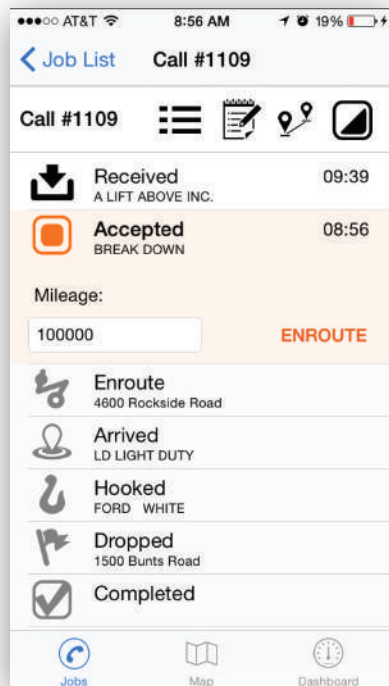 AT&T 8:56 AM 19%
Job List Call #1109
Call #1109
Received 09:39
A LIFT ABOVE INC.
Accepted 08:56
BREAK DOWN
Mileage:
100000 ENROUTE
Enroute
4600 Rockside Road
Arrived
LD LIGHT DUTY
Hooked
FORD WHITE
Dropped
1500 Bunts Road
Completed
Jobs Map Dashboard